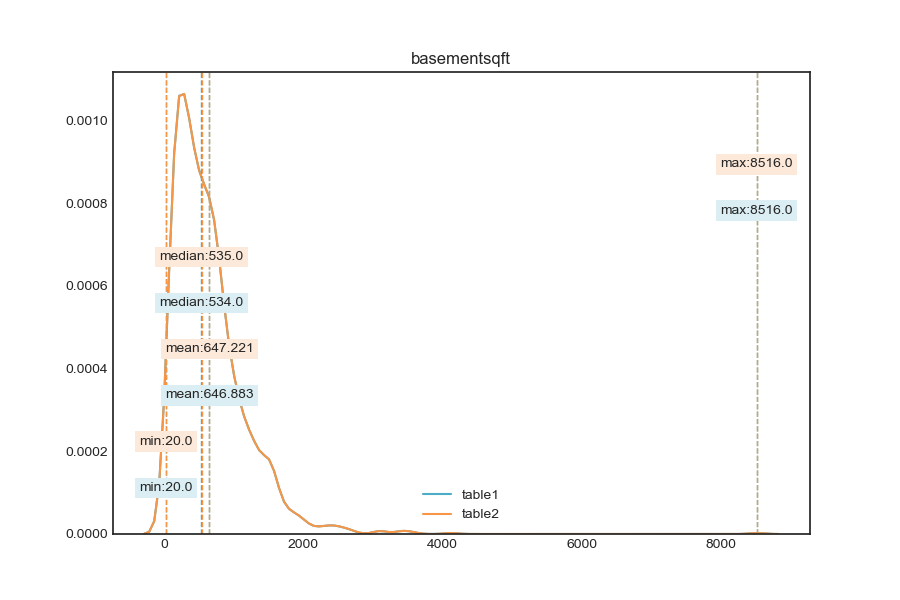 basementsqft
0.0010
0.0008
0.0006
0.0004
0.0002
0.0000
max:8516.0
max:8516.0
median:535.0
median:534.0
mean:647.221
mean:646.883
min:20.0
min:20.0
table1
table2
0 2000 4000 6000 8000